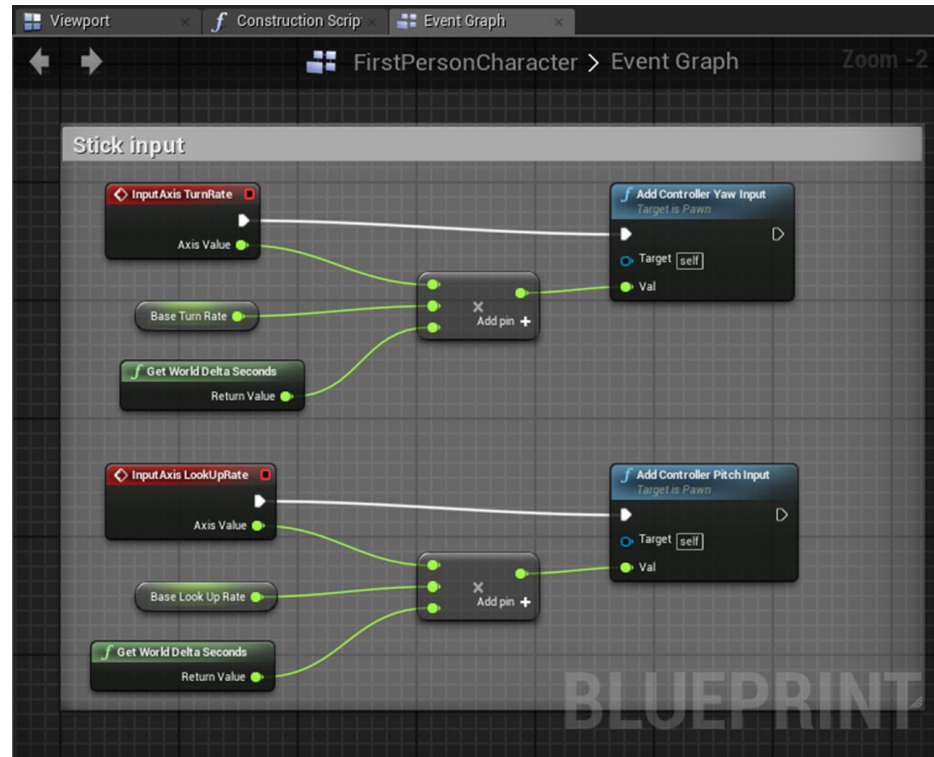 Viewport
Construction Scrip
Event Graph
FirstPersonCharacter > Event Graph
Zoom -2
Stick input
InputAxis TurnRate
Axis Value
Base Turn Rate
Get World Delta Seconds
Return Value
Add pin +
Add Controller Yaw Input
Target is Pawn
Target self
Val
InputAxis LookUpRate
Axis Value
Base Look Up Rate
Get World Delta Seconds
Return Value
Add pin +
Add Controller Pitch Input
Target is Pawn
Target self
Val
BLUEPRINT